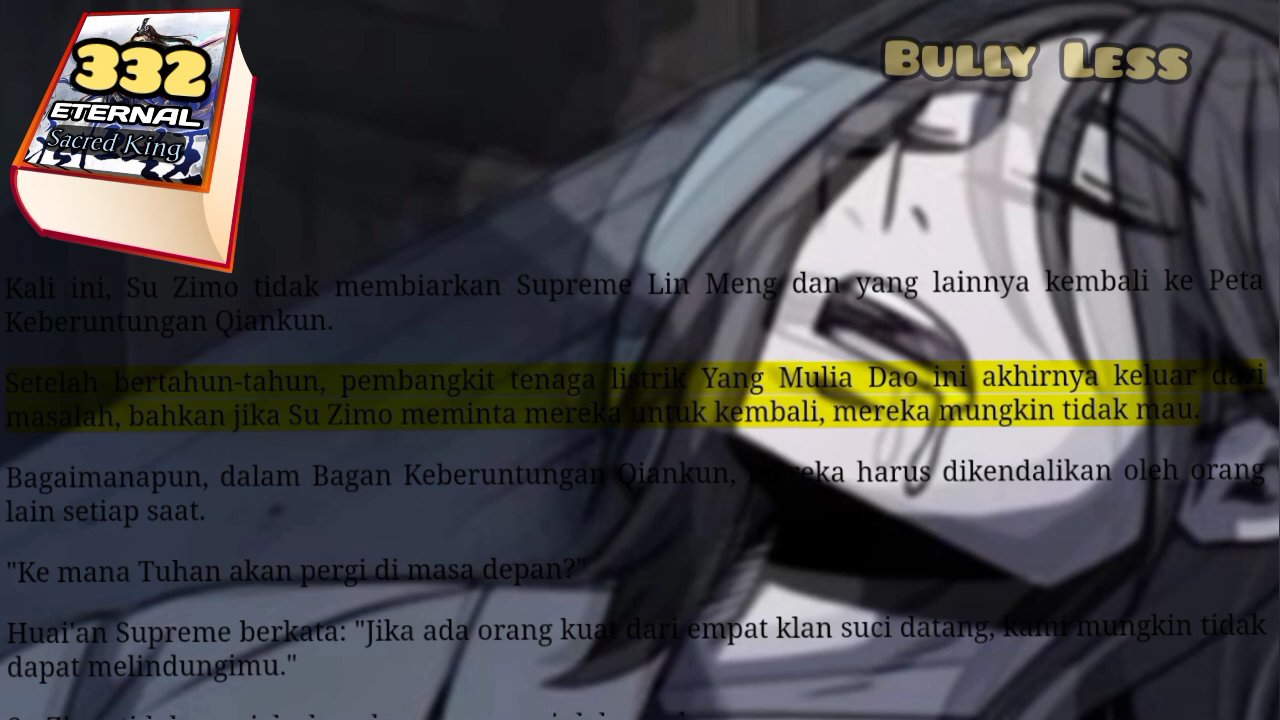 332
ETERNAL
Sacred King
BULLY LESS
Kali ini, Su Zimo tidak membiarkan Supreme Lin Meng dan yang lainnya kembali ke Peta
Keberuntungan Qiankun.
Setelah bertahun-tahun, pembangkit tenaga listrik Yang Mulia Dao ini akhirnya keluar dari
masalah, bahkan jika Su Zimo meminta mereka untuk kembali, mereka mungkin tidak mau.
Bagaimanapun, dalam Bagan Keberuntungan Qiankun, mereka harus dikendalikan oleh orang
lain setiap saat.
"Ke mana Tuhan akan pergi di masa depan?"
Huai'an Supreme berkata: "Jika ada orang kuat dari empat klan suci datang, kami mungkin tidak
dapat melindungimu."